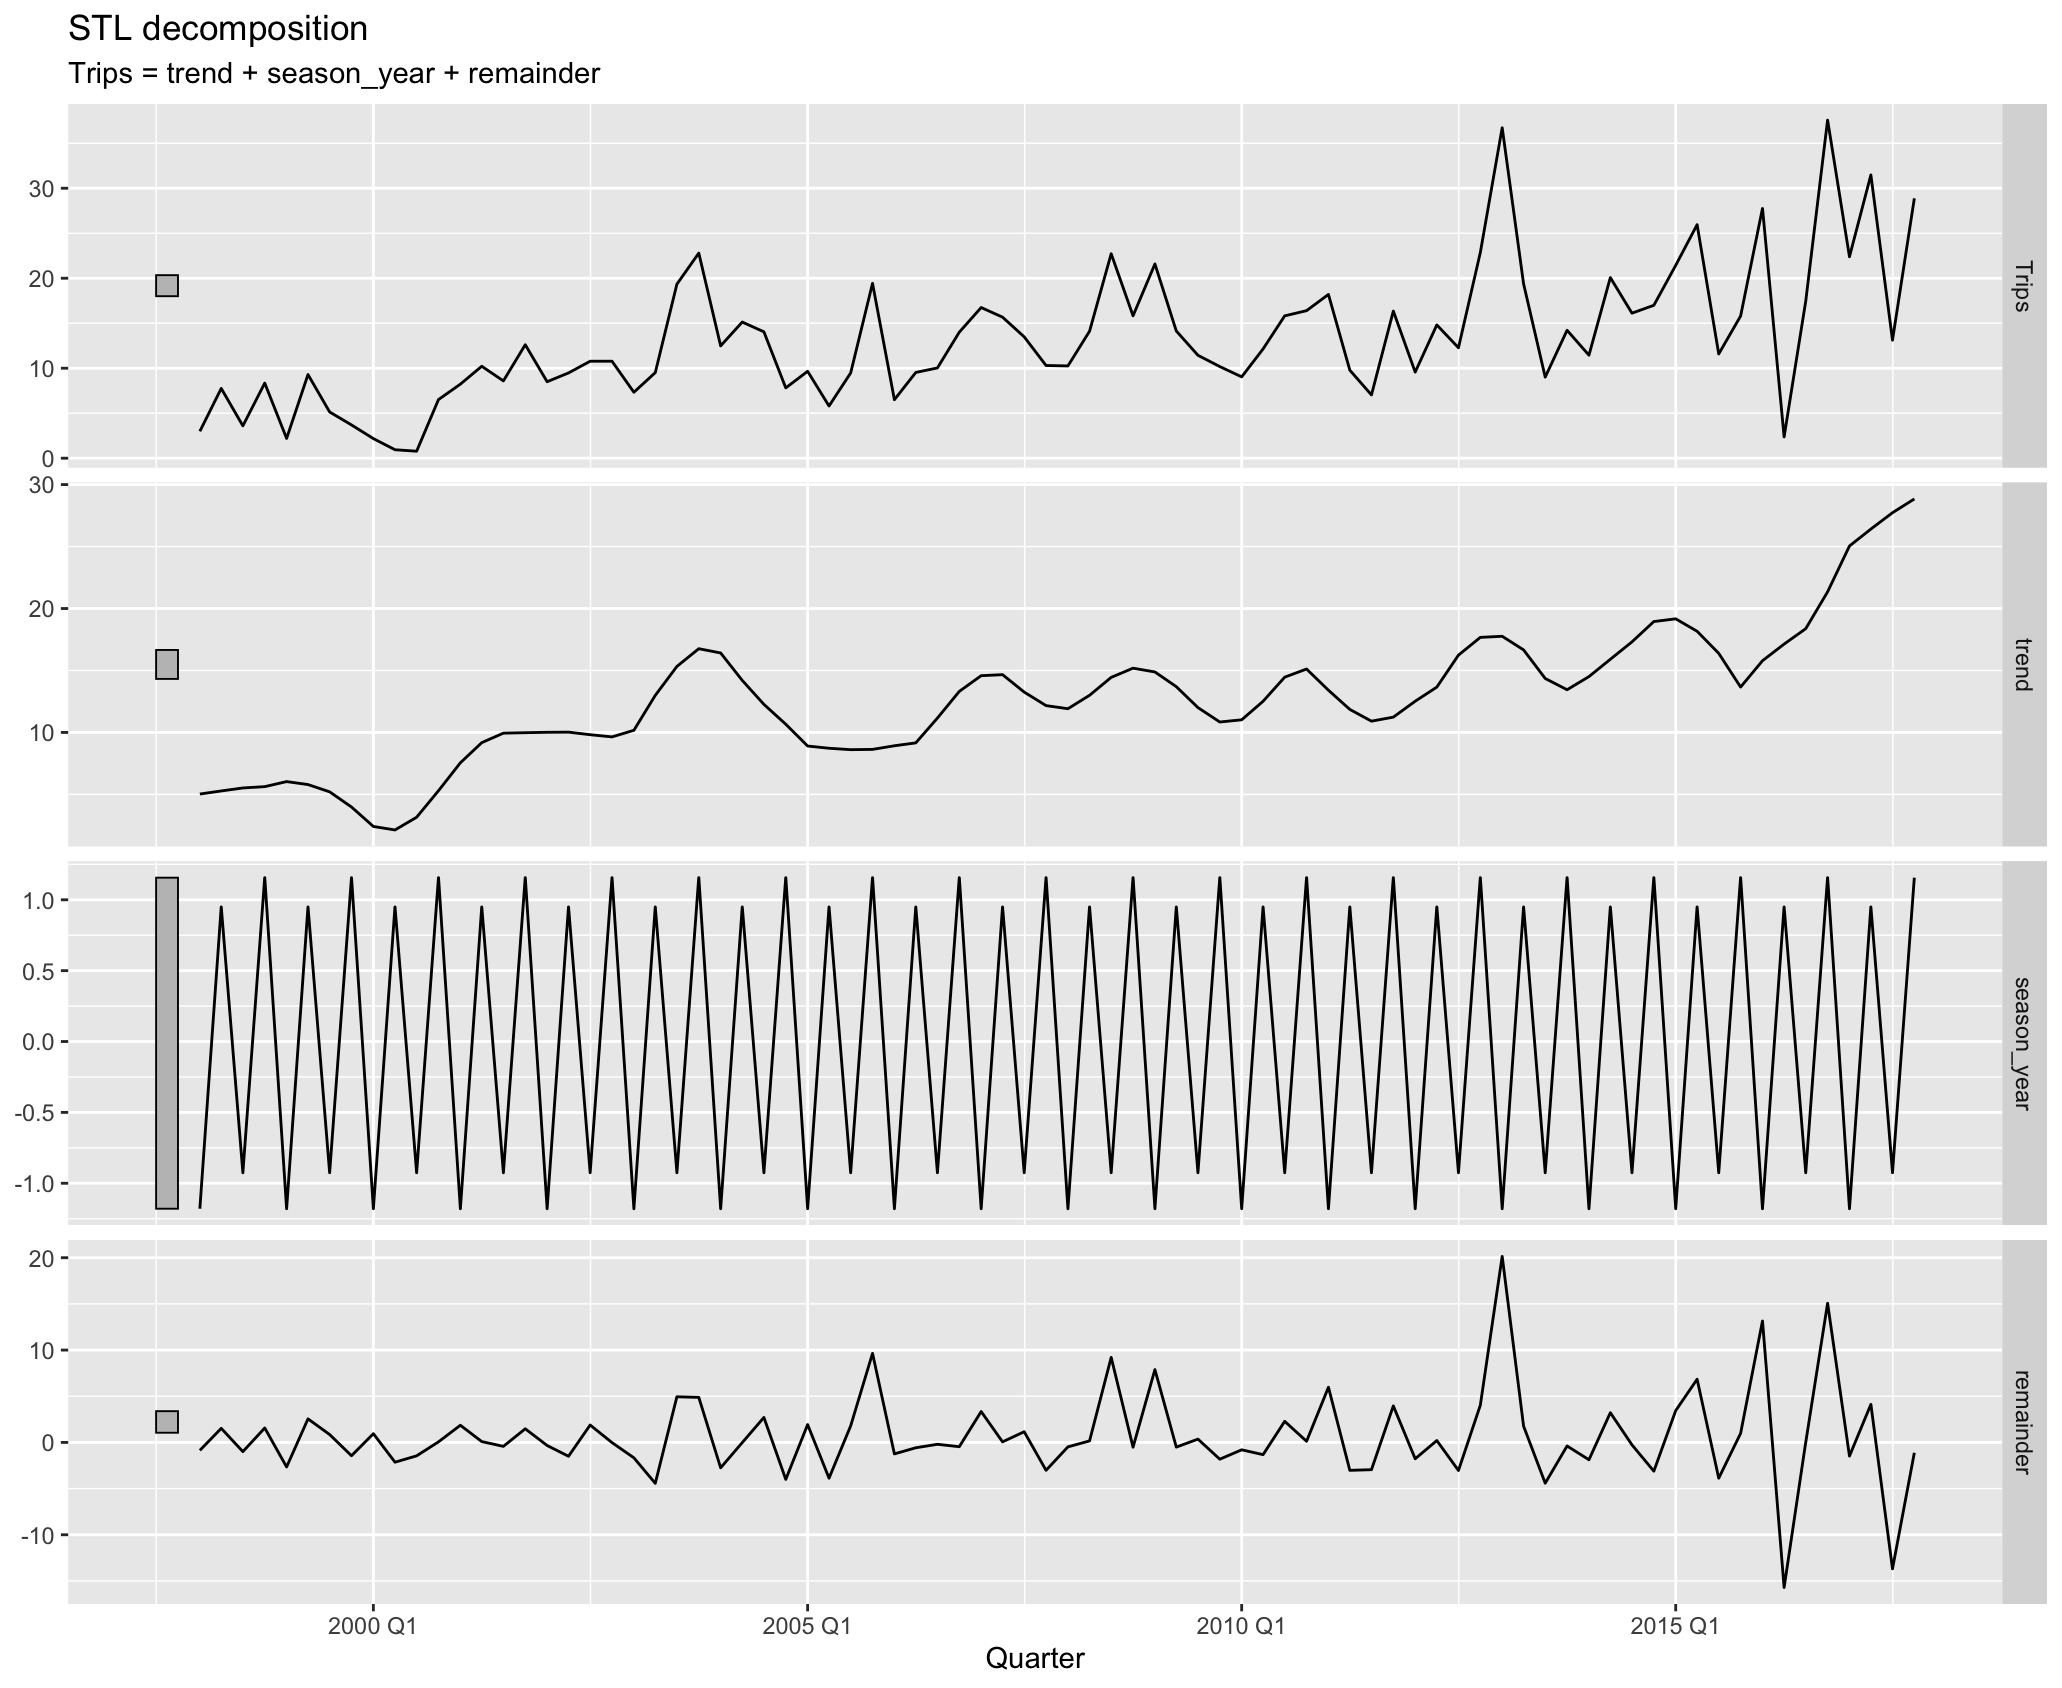 STL decomposition
Trips = trend + season_year + remainder
30
20
10
0
Trips
30
20
10
trend
1.0
0.5
0.0
-0.5
-1.0
season_year
20
10
0
-10
remainder
2000 Q1 2005 Q1 2010 Q1 2015 Q1
Quarter